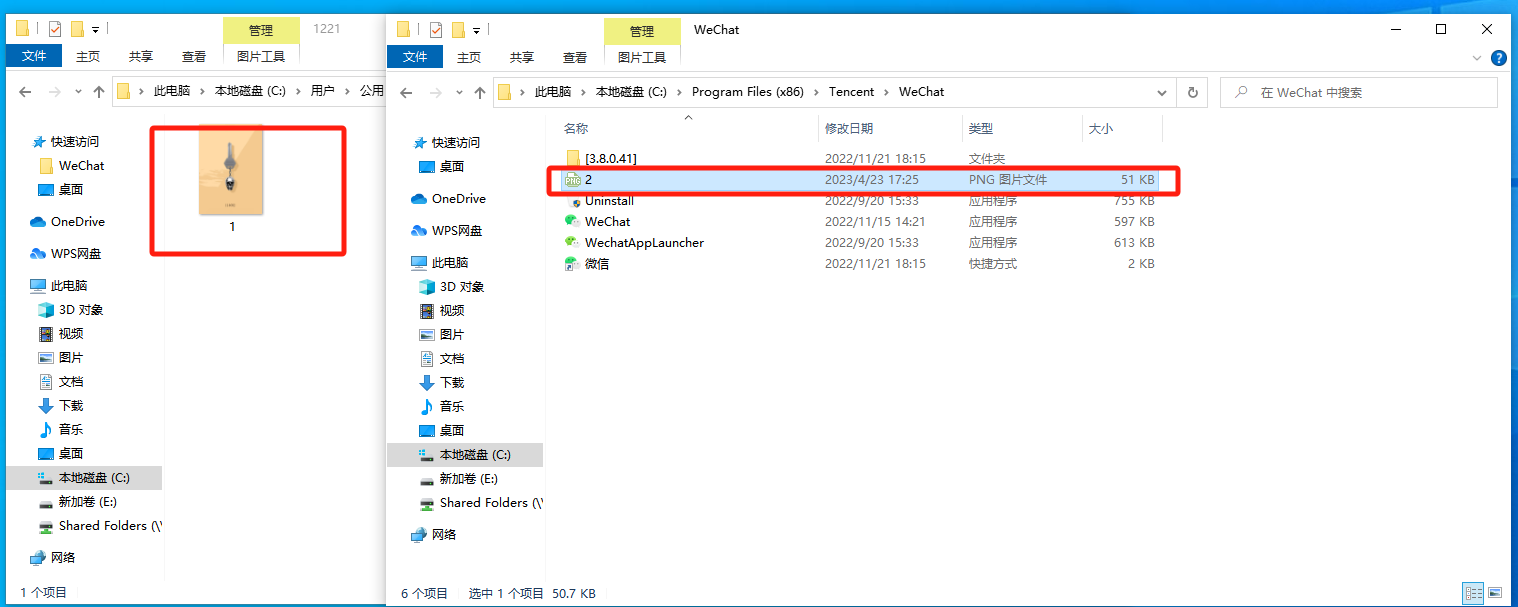 管理
1221
文件
主页
共享
查看
图片工具
此电脑
本地磁盘 (C:)
用户
公用
快速访问
WeChat
桌面
OneDrive
WPS网盘
此电脑
3D 对象
视频
图片
文档
下载
音乐
桌面
本地磁盘 (C:)
新加卷 (E:)
Shared Folders (\\
网络
1
1 个项目
管理
WeChat
文件
主页
共享
查看
图片工具
此电脑
本地磁盘 (C:)
Program Files (x86)
Tencent
WeChat
在 WeChat 中搜索
快速访问
桌面
OneDrive
WPS网盘
此电脑
3D 对象
视频
图片
文档
下载
音乐
桌面
本地磁盘 (C:)
新加卷 (E:)
Shared Folders (\\
网络
名称 修改日期 类型 大小
[3.8.0.41] 2022/11/21 18:15 文件夹
2 2023/4/23 17:25 PNG 图片文件 51 KB
Uninstall 2022/9/20 15:33 应用程序 755 KB
WeChat 2022/11/15 14:21 应用程序 597 KB
WechatAppLauncher 2022/9/20 15:33 应用程序 613 KB
微信 2022/11/21 18:15 快捷方式 2 KB
6 个项目 选中 1 个项目 50.7 KB